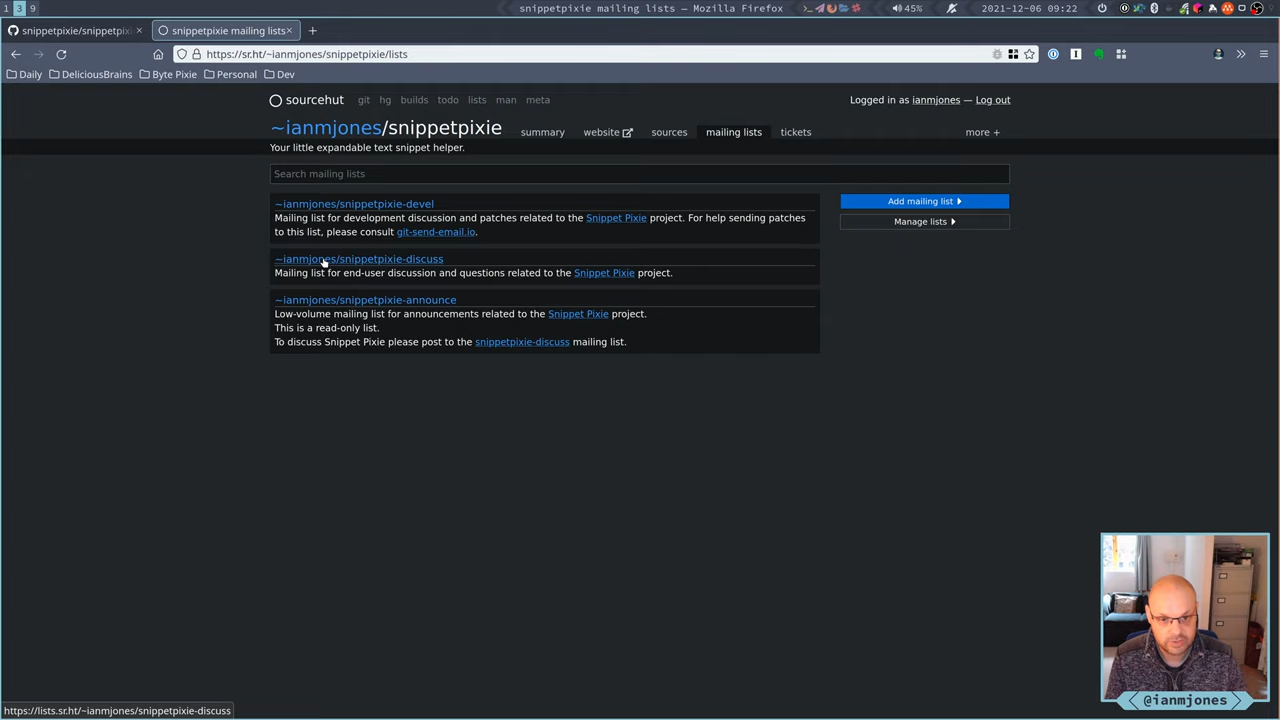 1 3 9
snippetpixie mailing lists — Mozilla Firefox
45%
2021-12-06 09:22
snippetpixie/snippetpix
snippetpixie mailing lists
https://sr.ht/~ianmjones/snippetpixie/lists
Daily DeliciousBrains Byte Pixie Personal Dev
sourcehut git hg builds todo lists man meta
Logged in as ianmjones — Log out
~ianmjones/snippetpixie summary website sources mailing lists tickets more +
Your little expandable text snippet helper.
Search mailing lists
~ianmjones/snippetpixie-devel
Mailing list for development discussion and patches related to the Snippet Pixie project. For help sending patches
to this list, please consult git-send-email.io.
~ianmjones/snippetpixie-discuss
Mailing list for end-user discussion and questions related to the Snippet Pixie project.
~ianmjones/snippetpixie-announce
Low-volume mailing list for announcements related to the Snippet Pixie project.
This is a read-only list.
To discuss Snippet Pixie please post to the snippetpixie-discuss mailing list.
Add mailing list
Manage lists
@ianmjones
https://lists.sr.ht/~ianmjones/snippetpixie-discuss